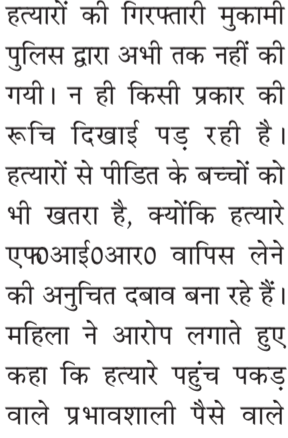 हत्यारों की गिरफ्तारी मुकामी
पुलिस द्वारा अभी तक नहीं की
गयी। न ही किसी प्रकार की
रूचि दिखाई पड़ रही है।
हत्यारों से पीडित के बच्चों को
भी खतरा है, क्योंकि हत्यारे
एफ0आई0आर0 वापिस लेने
की अनुचित दबाव बना रहे हैं।
महिला ने आरोप लगाते हुए
कहा कि हत्यारे पहुंच पकड़
वाले प्रभावशाली पैसे वाले